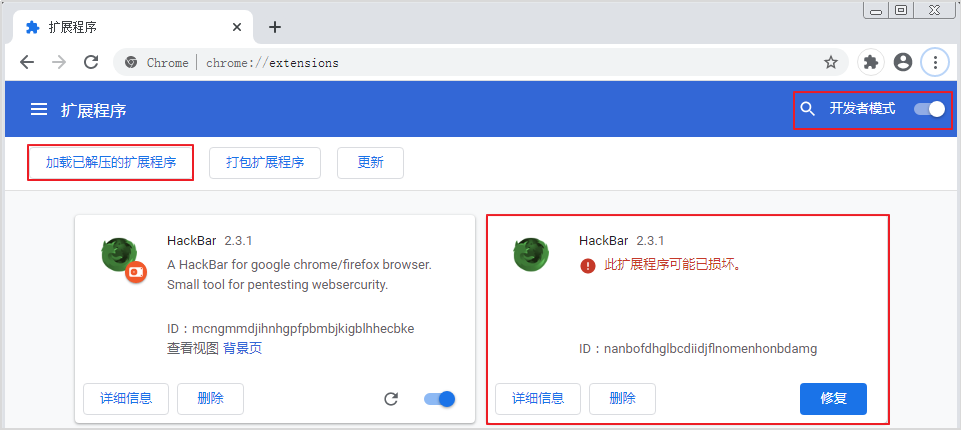 扩展程序
Chrome | chrome://extensions
扩展程序
开发者模式
加载已解压的扩展程序
打包扩展程序
更新
HackBar 2.3.1
A HackBar for google chrome/firefox browser.
Small tool for pentesting websercurity.
ID：mcngmmdjihnhgpfpbmbjkigblhhecbke
查看视图 背景页
详细信息
删除
HackBar 2.3.1
此扩展程序可能已损坏。
ID：nanbofdhglbcdiidjflnomenhonbdamg
详细信息
删除
修复